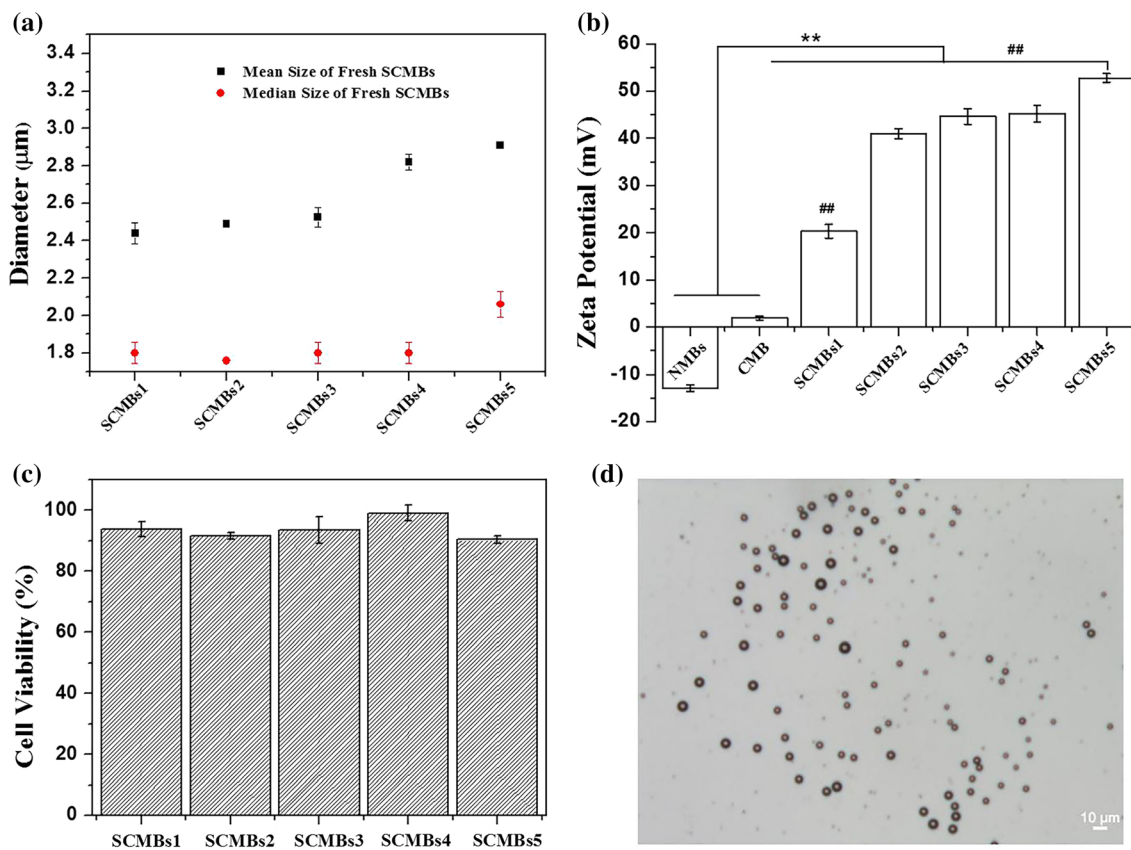 (a)
3.4
3.2
3.0
2.8
2.6
2.4
2.2
2.0
1.8
Diameter (μm)
Mean Size of Fresh SCMBs
Median Size of Fresh SCMBs
SCMBs1
SCMBs2
SCMBs3
SCMBs4
SCMBs5
(b)
60
50
40
30
20
10
0
-10
-20
Zeta Potential (mV)
**
##
##
NMBs
CMB
SCMBs1
SCMBs2
SCMBs3
SCMBs4
SCMBs5
(c)
100
80
60
40
20
0
Cell Viability (%)
SCMBs1
SCMBs2
SCMBs3
SCMBs4
SCMBs5
(d)
10 μm